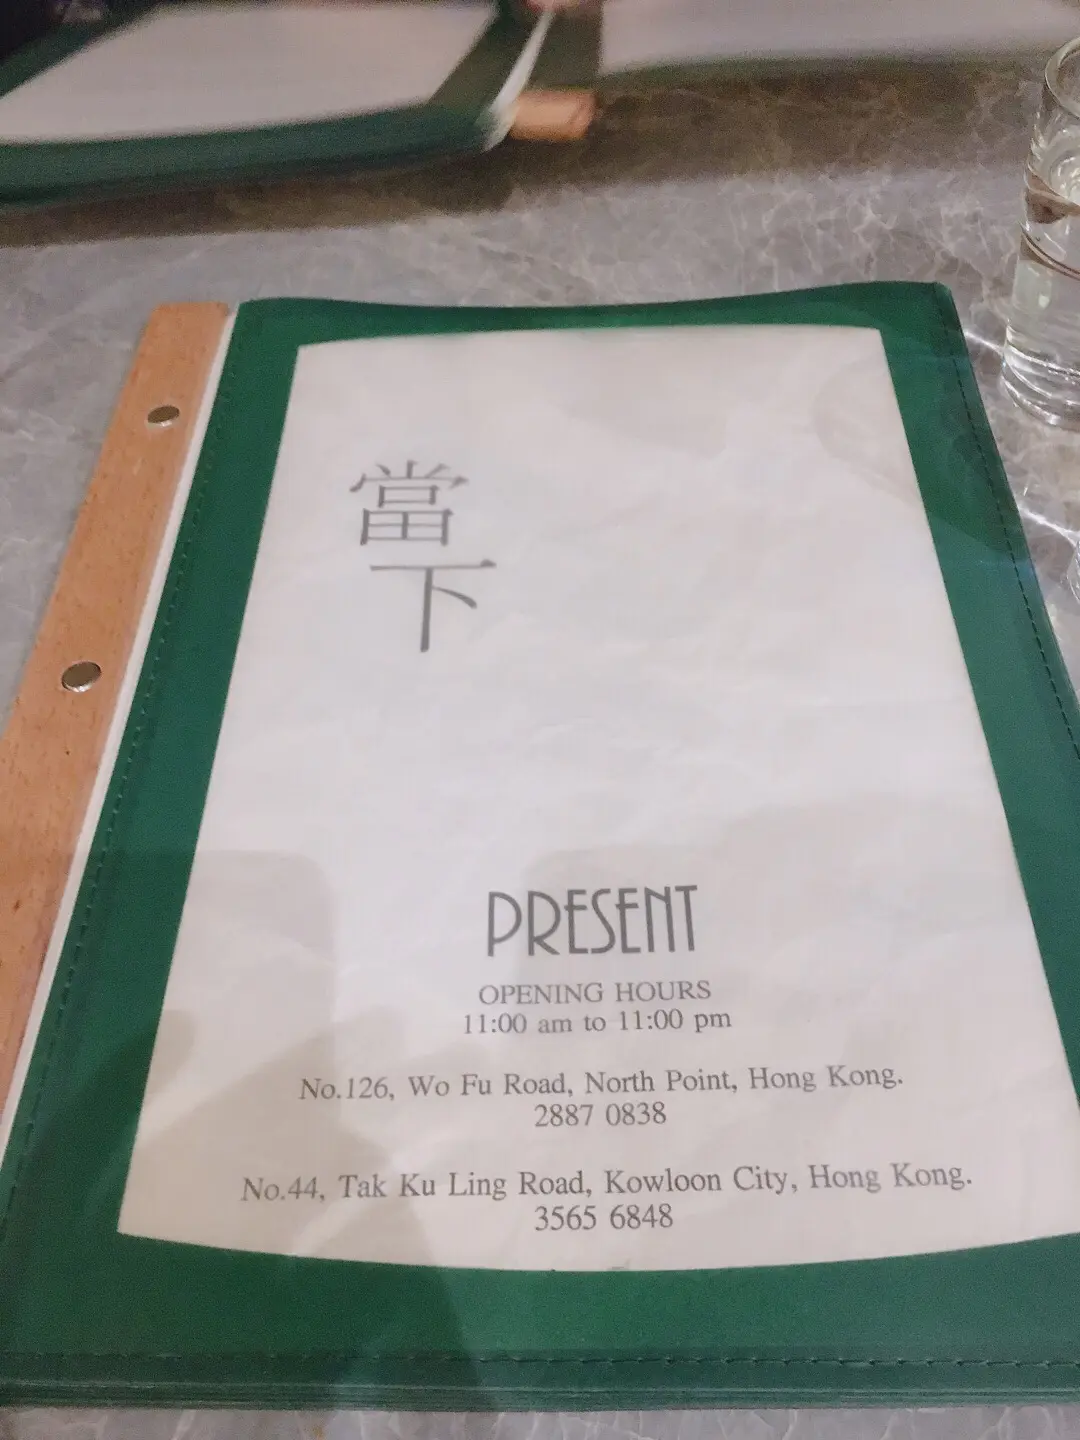 當
下
PRESENT
OPENING HOURS
11:00 am to 11:00 pm
No.126, Wo Fu Road, North Point, Hong Kong.
2887 0838
No.44, Tak Ku Ling Road, Kowloon City, Hong Kong.
3565 6848